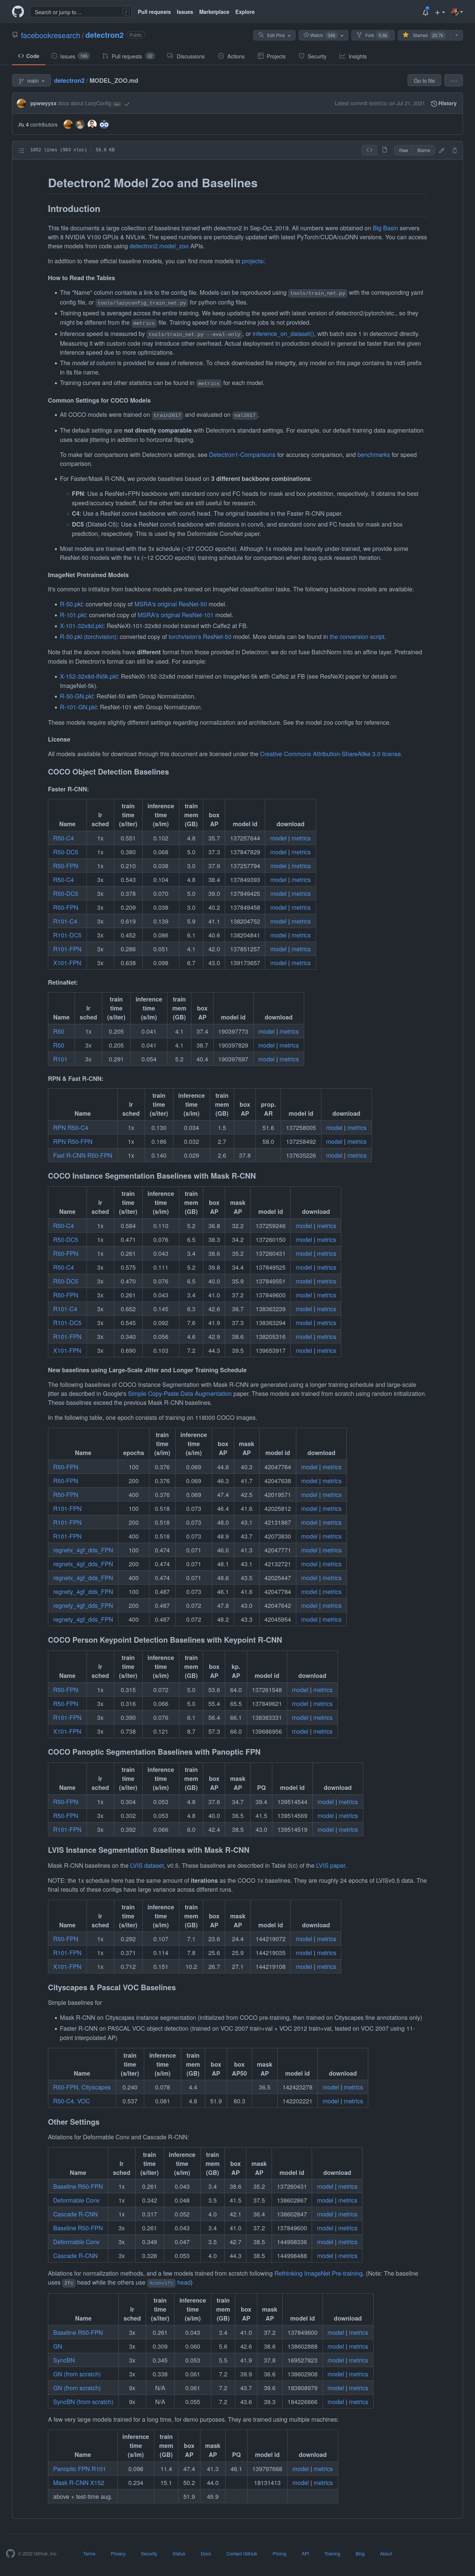 Search or jump to...
/
Pull requests Issues Marketplace Explore
facebookresearch / detectron2 Public
Edit Pins
Watch 346
Fork 5.6k
Starred 20.7k
Code
Issues
Pull requests
Discussions
Actions
Projects
Security
Insights
main
detectron2 / MODEL_ZOO.md
Go to file
ppwwyyxx docs about LazyConfig
on Jul 21, 2021
History
4 contributors
1052 lines (963 sloc) 56.6 KB
Raw Blame
Detectron2 Model Zoo and Baselines
Introduction
This file documents a large collection of baselines trained with detectron2 in Sep-Oct, 2019. All numbers were obtained on Big Basin servers
with 8 NVIDIA V100 GPUs & NVLink. The speed numbers are periodically updated with latest PyTorch/CUDA/cuDNN versions. You can access
these models from code using detectron2.model_zoo APIs.
In addition to these official baseline models, you can find more models in projects/.
How to Read the Tables
The "Name" column contains a link to the config file. Models can be reproduced using tools/train_net.py with the corresponding yaml
config file, or tools/lazyconfig_train_net.py for python config files.
Training speed is averaged across the entire training. We keep updating the speed with latest version of detectron2/pytorch/etc., so they
might be different from the metrics file. Training speed for multi-machine jobs is not provided.
Inference speed is measured by tools/train_net.py --eval-only, or inference_on_dataset(), with batch size 1 in detectron2 directly.
Measuring it with custom code may introduce other overhead. Actual deployment in production should in general be faster than the given
inference speed due to more optimizations.
The model id column is provided for ease of reference. To check downloaded file integrity, any model on this page contains its md5 prefix
in its file name.
Training curves and other statistics can be found in metrics for each model.
Common Settings for COCO Models
All COCO models were trained on train2017 and evaluated on val2017.
The default settings are not directly comparable with Detectron's standard settings. For example, our default training data augmentation
uses scale jittering in addition to horizontal flipping.
To make fair comparisons with Detectron's settings, see Detectron1-Comparisons for accuracy comparison, and benchmarks for speed
comparison.
For Faster/Mask R-CNN, we provide baselines based on 3 different backbone combinations:
FPN: Use a ResNet+FPN backbone with standard conv and FC heads for mask and box prediction, respectively. It obtains the best
speed/accuracy tradeoff, but the other two are still useful for research.
C4: Use a ResNet conv4 backbone with conv5 head. The original baseline in the Faster R-CNN paper.
DC5 (Dilated-C5): Use a ResNet conv5 backbone with dilations in conv5, and standard conv and FC heads for mask and box
prediction, respectively. This is used by the Deformable ConvNet paper.
Most models are trained with the 3x schedule (~37 COCO epochs). Although 1x models are heavily under-trained, we provide some
ResNet-50 models with the 1x (~12 COCO epochs) training schedule for comparison when doing quick research iteration.
ImageNet Pretrained Models
It's common to initialize from backbone models pre-trained on ImageNet classification tasks. The following backbone models are available:
R-50.pkl: converted copy of MSRA's original ResNet-50 model.
R-101.pkl: converted copy of MSRA's original ResNet-101 model.
X-101-32x8d.pkl: ResNeXt-101-32x8d model trained with Caffe2 at FB.
R-50.pkl (torchvision): converted copy of torchvision's ResNet-50 model. More details can be found in the conversion script.
Note that the above models have different format from those provided in Detectron: we do not fuse BatchNorm into an affine layer. Pretrained
models in Detectron's format can still be used. For example:
X-152-32x8d-IN5k.pkl: ResNeXt-152-32x8d model trained on ImageNet-5k with Caffe2 at FB (see ResNeXt paper for details on
ImageNet-5k).
R-50-GN.pkl: ResNet-50 with Group Normalization.
R-101-GN.pkl: ResNet-101 with Group Normalization.
These models require slightly different settings regarding normalization and architecture. See the model zoo configs for reference.
License
All models available for download through this document are licensed under the Creative Commons Attribution-ShareAlike 3.0 license.
COCO Object Detection Baselines
Faster R-CNN:
Name lr sched train time (s/iter) inference time (s/im) train mem (GB) box AP model id download
R50-C4 1x 0.551 0.102 4.8 35.7 137257644 model | metrics
R50-DC5 1x 0.380 0.068 5.0 37.3 137847829 model | metrics
R50-FPN 1x 0.210 0.038 3.0 37.9 137257794 model | metrics
R50-C4 3x 0.543 0.104 4.8 38.4 137849393 model | metrics
R50-DC5 3x 0.378 0.070 5.0 39.0 137849425 model | metrics
R50-FPN 3x 0.209 0.038 3.0 40.2 137849458 model | metrics
R101-C4 3x 0.619 0.139 5.9 41.1 138204752 model | metrics
R101-DC5 3x 0.452 0.086 6.1 40.6 138204841 model | metrics
R101-FPN 3x 0.286 0.051 4.1 42.0 137851257 model | metrics
X101-FPN 3x 0.638 0.098 6.7 43.0 139173657 model | metrics
RetinaNet:
Name lr sched train time (s/iter) inference time (s/im) train mem (GB) box AP model id download
R50 1x 0.205 0.041 4.1 37.4 190397773 model | metrics
R50 3x 0.205 0.041 4.1 38.7 190397829 model | metrics
R101 3x 0.291 0.054 5.2 40.4 190397697 model | metrics
RPN & Fast R-CNN:
Name lr sched train time (s/iter) inference time (s/im) train mem (GB) box AP prop. AR model id download
RPN R50-C4 1x 0.130 0.034 1.5 51.6 137258005 model | metrics
RPN R50-FPN 1x 0.186 0.032 2.7 58.0 137258492 model | metrics
Fast R-CNN R50-FPN 1x 0.140 0.029 2.6 37.8 137635226 model | metrics
COCO Instance Segmentation Baselines with Mask R-CNN
Name lr sched train time (s/iter) inference time (s/im) train mem (GB) box AP mask AP model id download
R50-C4 1x 0.584 0.110 5.2 36.8 32.2 137259246 model | metrics
R50-DC5 1x 0.471 0.076 6.5 38.3 34.2 137260150 model | metrics
R50-FPN 1x 0.261 0.043 3.4 38.6 35.2 137260431 model | metrics
R50-C4 3x 0.575 0.111 5.2 39.8 34.4 137849525 model | metrics
R50-DC5 3x 0.470 0.076 6.5 40.0 35.9 137849551 model | metrics
R50-FPN 3x 0.261 0.043 3.4 41.0 37.2 137849600 model | metrics
R101-C4 3x 0.652 0.145 6.3 42.6 36.7 138363239 model | metrics
R101-DC5 3x 0.545 0.092 7.6 41.9 37.3 138363294 model | metrics
R101-FPN 3x 0.340 0.056 4.6 42.9 38.6 138205316 model | metrics
X101-FPN 3x 0.690 0.103 7.2 44.3 39.5 139653917 model | metrics
New baselines using Large-Scale Jitter and Longer Training Schedule
The following baselines of COCO Instance Segmentation with Mask R-CNN are generated using a longer training schedule and large-scale
jitter as described in Google's Simple Copy-Paste Data Augmentation paper. These models are trained from scratch using random initialization.
These baselines exceed the previous Mask R-CNN baselines.
In the following table, one epoch consists of training on 118000 COCO images.
Name epochs train time (s/im) inference time (s/im) box AP mask AP model id download
R50-FPN 100 0.376 0.069 44.6 40.3 42047764 model | metrics
R50-FPN 200 0.376 0.069 46.3 41.7 42047638 model | metrics
R50-FPN 400 0.376 0.069 47.4 42.5 42019571 model | metrics
R101-FPN 100 0.518 0.073 46.4 41.6 42025812 model | metrics
R101-FPN 200 0.518 0.073 48.0 43.1 42131867 model | metrics
R101-FPN 400 0.518 0.073 48.9 43.7 42073830 model | metrics
regnetx_4gf_dds_FPN 100 0.474 0.071 46.0 41.3 42047771 model | metrics
regnetx_4gf_dds_FPN 200 0.474 0.071 48.1 43.1 42132721 model | metrics
regnetx_4gf_dds_FPN 400 0.474 0.071 48.6 43.5 42025447 model | metrics
regnety_4gf_dds_FPN 100 0.487 0.073 46.1 41.6 42047784 model | metrics
regnety_4gf_dds_FPN 200 0.487 0.072 47.8 43.0 42047642 model | metrics
regnety_4gf_dds_FPN 400 0.487 0.072 48.2 43.3 42045954 model | metrics
COCO Person Keypoint Detection Baselines with Keypoint R-CNN
Name lr sched train time (s/iter) inference time (s/im) train mem (GB) box AP kp. AP model id download
R50-FPN 1x 0.315 0.072 5.0 53.6 64.0 137261548 model | metrics
R50-FPN 3x 0.316 0.066 5.0 55.4 65.5 137849621 model | metrics
R101-FPN 3x 0.390 0.076 6.1 56.4 66.1 138363331 model | metrics
X101-FPN 3x 0.738 0.121 8.7 57.3 66.0 139686956 model | metrics
COCO Panoptic Segmentation Baselines with Panoptic FPN
Name lr sched train time (s/iter) inference time (s/im) train mem (GB) box AP mask AP PQ model id download
R50-FPN 1x 0.304 0.053 4.8 37.6 34.7 39.4 139514544 model | metrics
R50-FPN 3x 0.302 0.053 4.8 40.0 36.5 41.5 139514569 model | metrics
R101-FPN 3x 0.392 0.066 6.0 42.4 38.5 43.0 139514519 model | metrics
LVIS Instance Segmentation Baselines with Mask R-CNN
Mask R-CNN baselines on the LVIS dataset, v0.5. These baselines are described in Table 3(c) of the LVIS paper.
NOTE: the 1x schedule here has the same amount of iterations as the COCO 1x baselines. They are roughly 24 epochs of LVISv0.5 data. The
final results of these configs have large variance across different runs.
Name lr sched train time (s/iter) inference time (s/im) train mem (GB) box AP mask AP model id download
R50-FPN 1x 0.292 0.107 7.1 23.6 24.4 144219072 model | metrics
R101-FPN 1x 0.371 0.114 7.8 25.6 25.9 144219035 model | metrics
X101-FPN 1x 0.712 0.151 10.2 26.7 27.1 144219108 model | metrics
Cityscapes & Pascal VOC Baselines
Simple baselines for
Mask R-CNN on Cityscapes instance segmentation (initialized from COCO pre-training, then trained on Cityscapes fine annotations only)
Faster R-CNN on PASCAL VOC object detection (trained on VOC 2007 train+val + VOC 2012 train+val, tested on VOC 2007 using 11-
point interpolated AP)
Name train time (s/iter) inference time (s/im) train mem (GB) box AP box AP50 mask AP model id download
R50-FPN, Cityscapes 0.240 0.078 4.4 36.5 142423278 model | metrics
R50-C4, VOC 0.537 0.081 4.8 51.9 80.3 142202221 model | metrics
Other Settings
Ablations for Deformable Conv and Cascade R-CNN:
Name lr sched train time (s/iter) inference time (s/im) train mem (GB) box AP mask AP model id download
Baseline R50-FPN 1x 0.261 0.043 3.4 38.6 35.2 137260431 model | metrics
Deformable Conv 1x 0.342 0.048 3.5 41.5 37.5 138602867 model | metrics
Cascade R-CNN 1x 0.317 0.052 4.0 42.1 36.4 138602847 model | metrics
Baseline R50-FPN 3x 0.261 0.043 3.4 41.0 37.2 137849600 model | metrics
Deformable Conv 3x 0.349 0.047 3.5 42.7 38.5 144998336 model | metrics
Cascade R-CNN 3x 0.328 0.053 4.0 44.3 38.5 144998488 model | metrics
Ablations for normalization methods, and a few models trained from scratch following Rethinking ImageNet Pre-training. (Note: The baseline
uses 2fc head while the others use 4conv1fc head)
Name lr sched train time (s/iter) inference time (s/im) train mem (GB) box AP mask AP model id download
Baseline R50-FPN 3x 0.261 0.043 3.4 41.0 37.2 137849600 model | metrics
GN 3x 0.309 0.060 5.6 42.6 38.6 138602888 model | metrics
SyncBN 3x 0.345 0.053 5.5 41.9 37.8 169527823 model | metrics
GN (from scratch) 3x 0.338 0.061 7.2 39.9 36.6 138602908 model | metrics
GN (from scratch) 9x N/A 0.061 7.2 43.7 39.6 183808979 model | metrics
SyncBN (from scratch) 9x N/A 0.055 7.2 43.6 39.3 184226666 model | metrics
A few very large models trained for a long time, for demo purposes. They are trained using multiple machines:
Name inference time (s/im) train mem (GB) box AP mask AP PQ model id download
Panoptic FPN R101 0.098 11.4 47.4 41.3 46.1 139797668 model | metrics
Mask R-CNN X152 0.234 15.1 50.2 44.0 18131413 model | metrics
above + test-time aug. 51.9 45.9
© 2022 GitHub, Inc.
Terms Privacy Security Status Docs Contact GitHub Pricing API Training Blog About